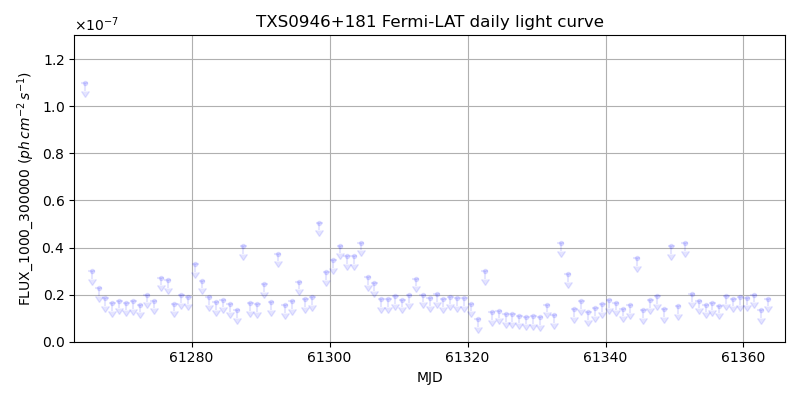 TXS0946+181 Fermi-LAT daily light curve
×10⁻⁷
1.2
1.0
0.8
0.6
0.4
0.2
0.0
FLUX_1000_300000 (ph cm⁻² s⁻¹)
61280 61300 61320 61340 61360
MJD